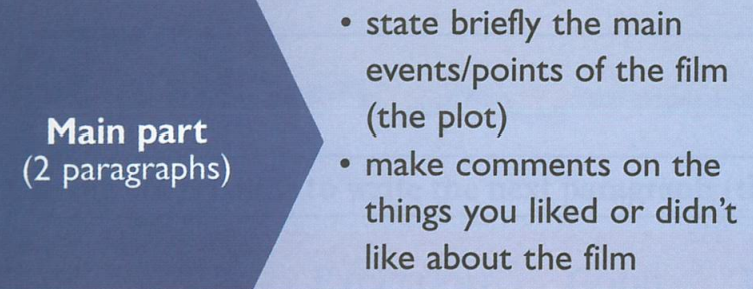 Main part
(2 paragraphs)
• state briefly the main
events/points of the film
(the plot)
• make comments on the
things you liked or didn't
like about the film